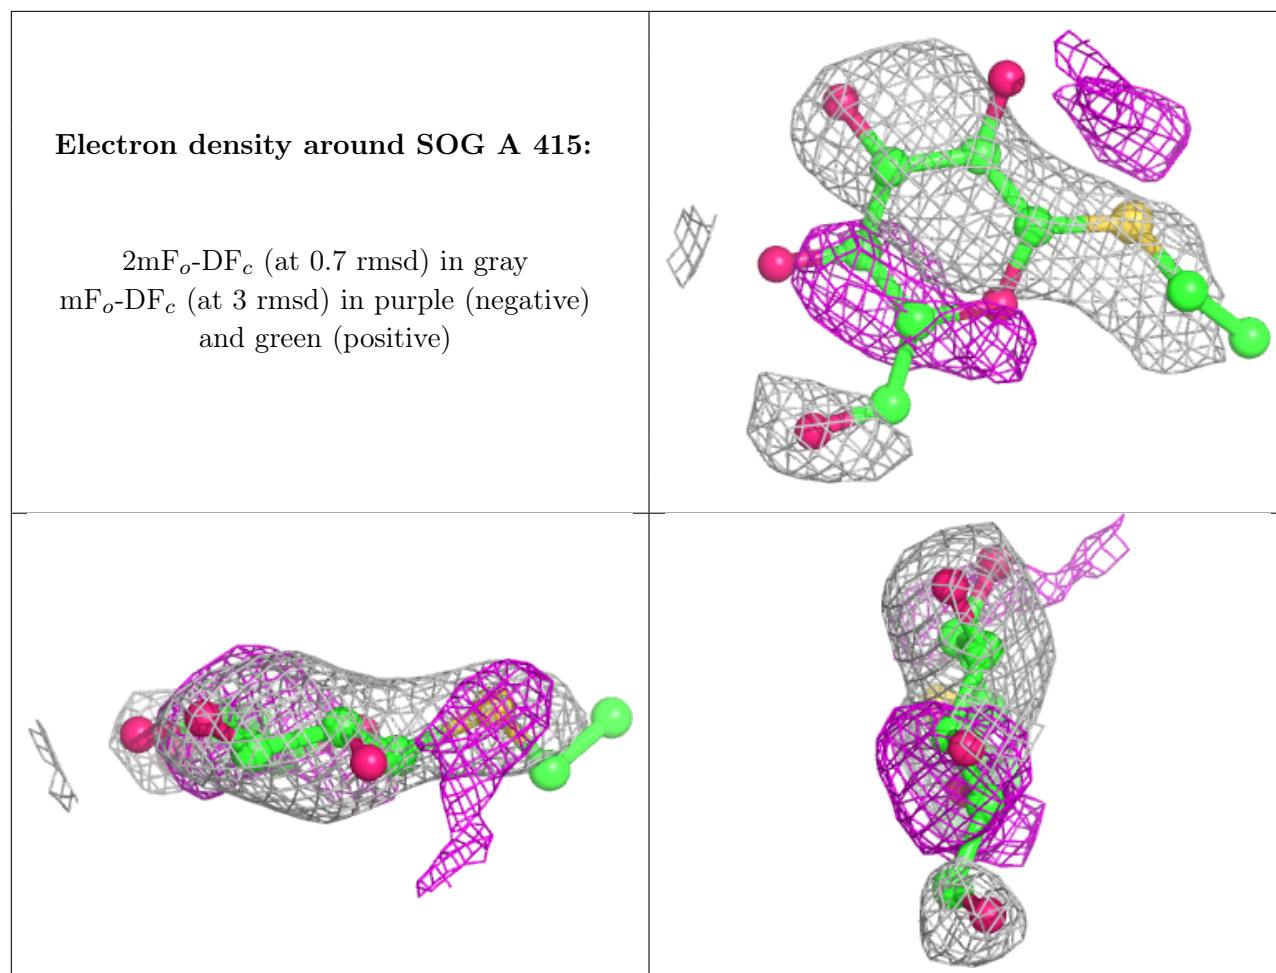 Electron density around SOG A 415:
2mFo-DFc (at 0.7 rmsd) in gray
mFo-DFc (at 3 rmsd) in purple (negative)
and green (positive)